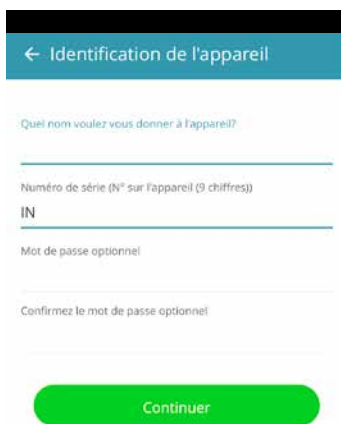 ← Identification de l'appareil
Quel nom voulez vous donner à l'appareil?
Numéro de série (N° sur l'appareil (9 chiffres))
IN
Mot de passe optionnel
Confirmez le mot de passe optionnel
Continuer